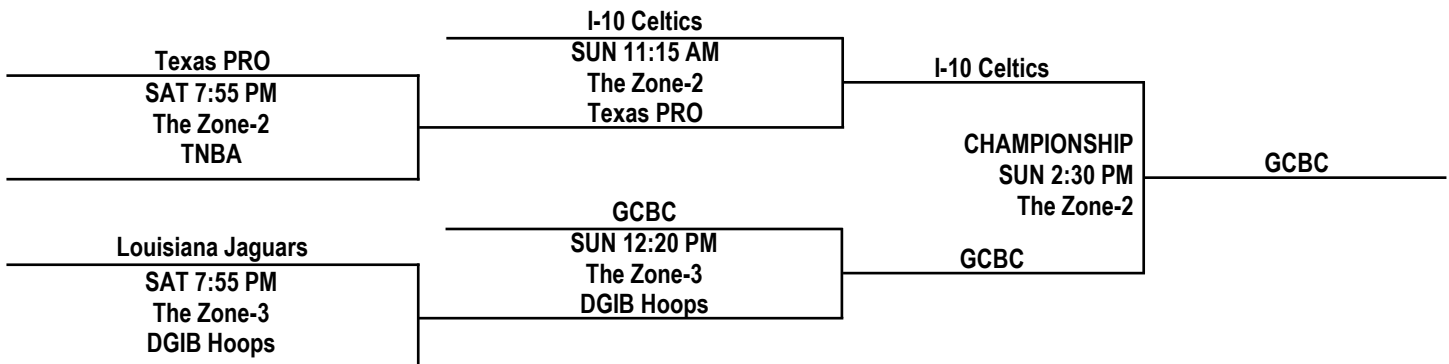 Texas PRO
SAT 7:55 PM
The Zone-2
TNBA
Louisiana Jaguars
SAT 7:55 PM
The Zone-3
DGIB Hoops
I-10 Celtics
SUN 11:15 AM
The Zone-2
Texas PRO
GCBC
SUN 12:20 PM
The Zone-3
DGIB Hoops
I-10 Celtics
CHAMPIONSHIP
SUN 2:30 PM
The Zone-2
GCBC
GCBC